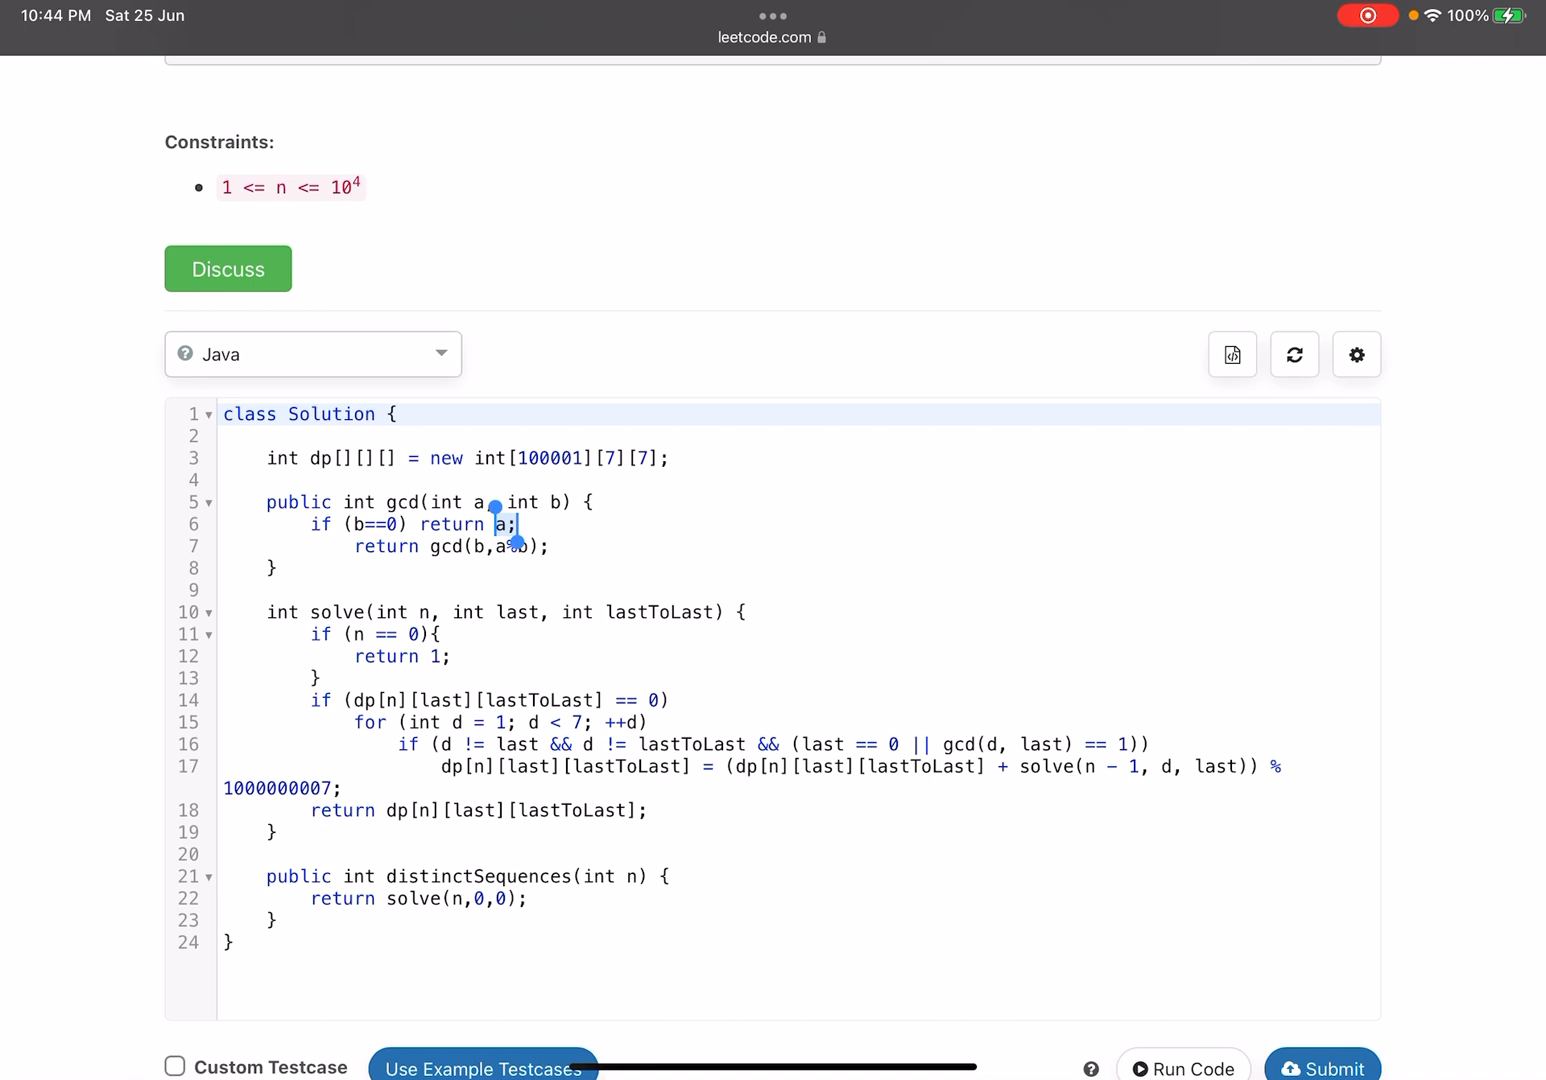 10:44 PM Sat 25 Jun
100%
leetcode.com
Constraints:
1 <= n <= 10⁴
Discuss
Java
1 class Solution {
2
3     int dp[][][] = new int[100001][7][7];
4
5     public int gcd(int a, int b) {
6         if (b==0) return a;
7             return gcd(b,a%b);
8     }
9
10     int solve(int n, int last, int lastToLast) {
11         if (n == 0){
12             return 1;
13         }
14         if (dp[n][last][lastToLast] == 0)
15             for (int d = 1; d < 7; ++d)
16                 if (d != last && d != lastToLast && (last == 0 || gcd(d, last) == 1))
17                     dp[n][last][lastToLast] = (dp[n][last][lastToLast] + solve(n - 1, d, last)) %
1000000007;
18         return dp[n][last][lastToLast];
19     }
20
21     public int distinctSequences(int n) {
22         return solve(n,0,0);
23     }
24 }
Custom Testcase
Use Example Testcases
Run Code
Submit